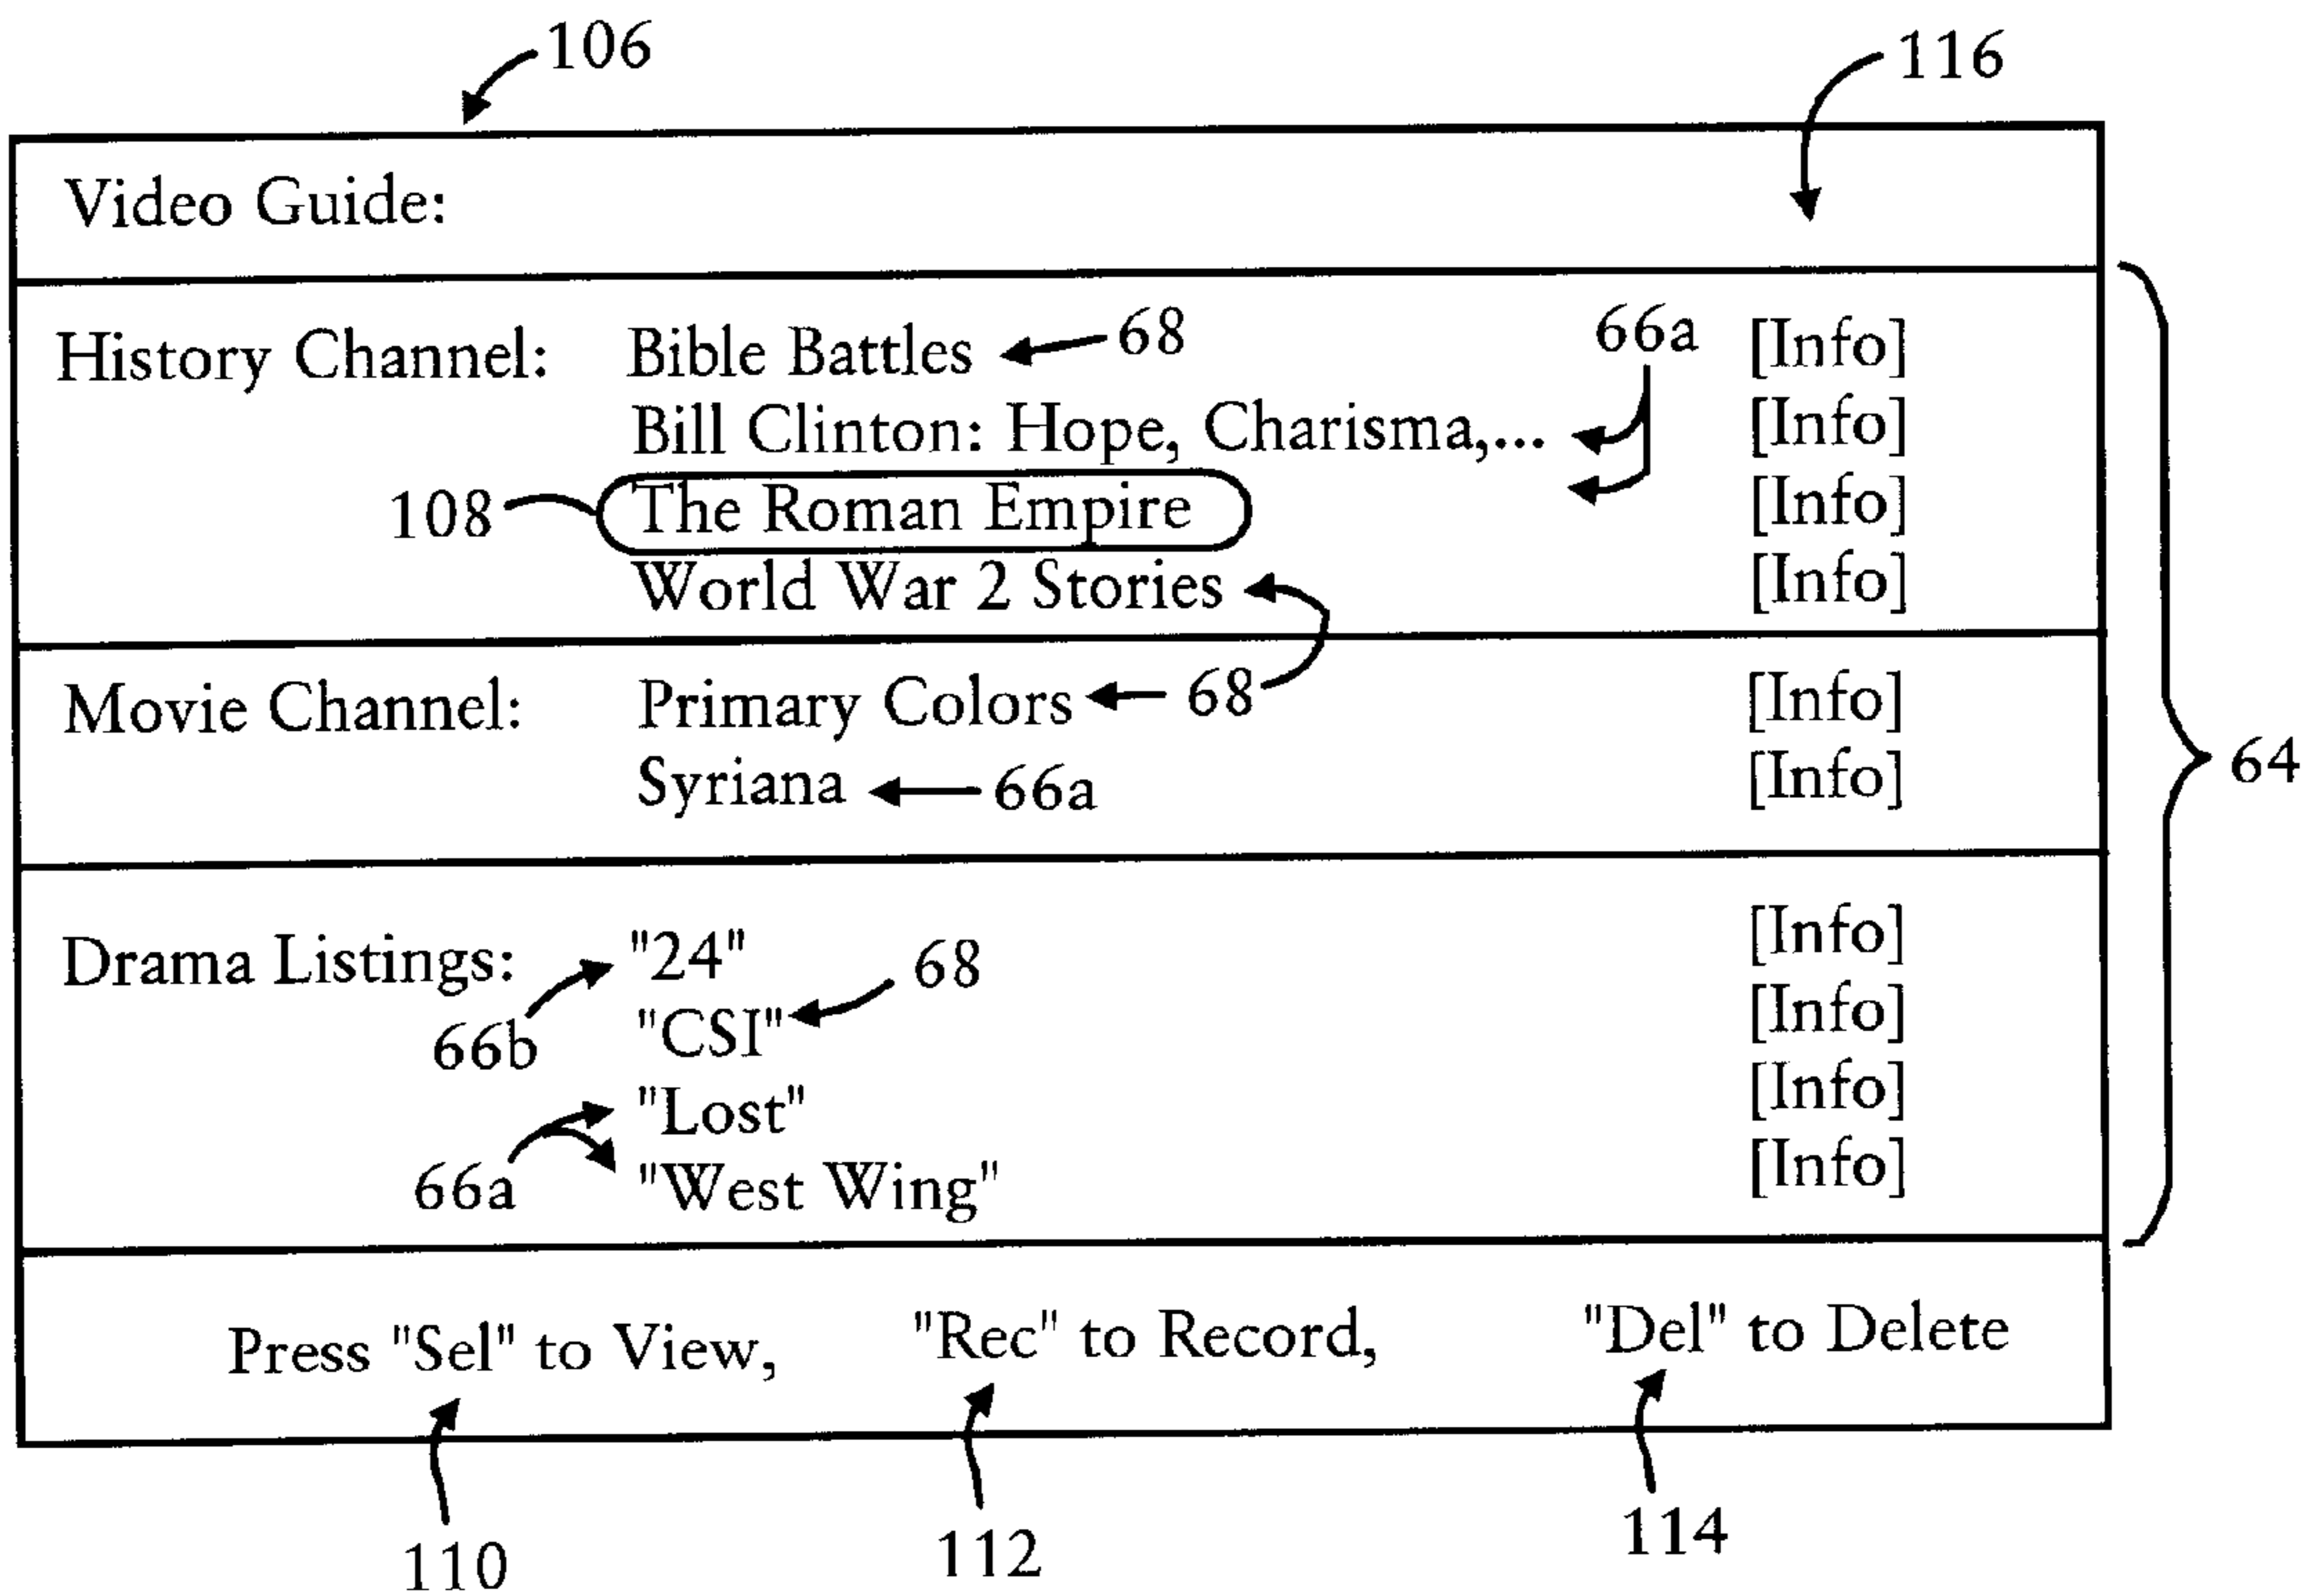 106
116
Video Guide:
History Channel: Bible Battles 68 66a [Info]
Bill Clinton: Hope, Charisma,... [Info]
108 The Roman Empire [Info]
World War 2 Stories [Info]
Movie Channel: Primary Colors 68 [Info]
Syriana 66a [Info]
64
Drama Listings: "24" 68 [Info]
66b "CSI" [Info]
"Lost" [Info]
66a "West Wing" [Info]
Press "Sel" to View, "Rec" to Record, "Del" to Delete
110 112 114